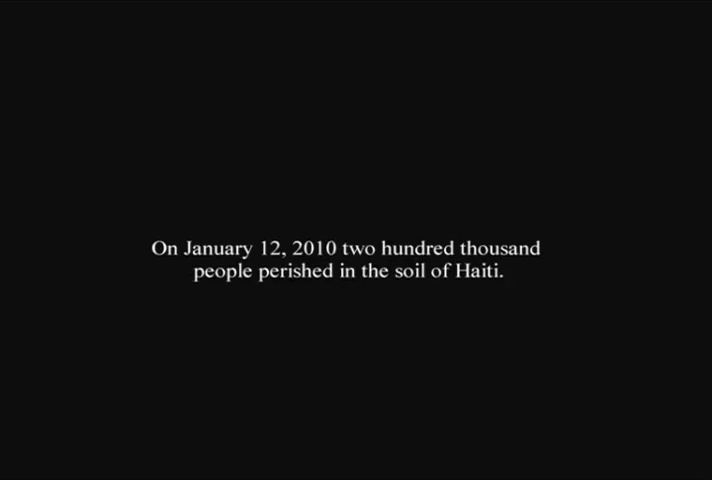 On January 12, 2010 two hundred thousand
people perished in the soil of Haiti.